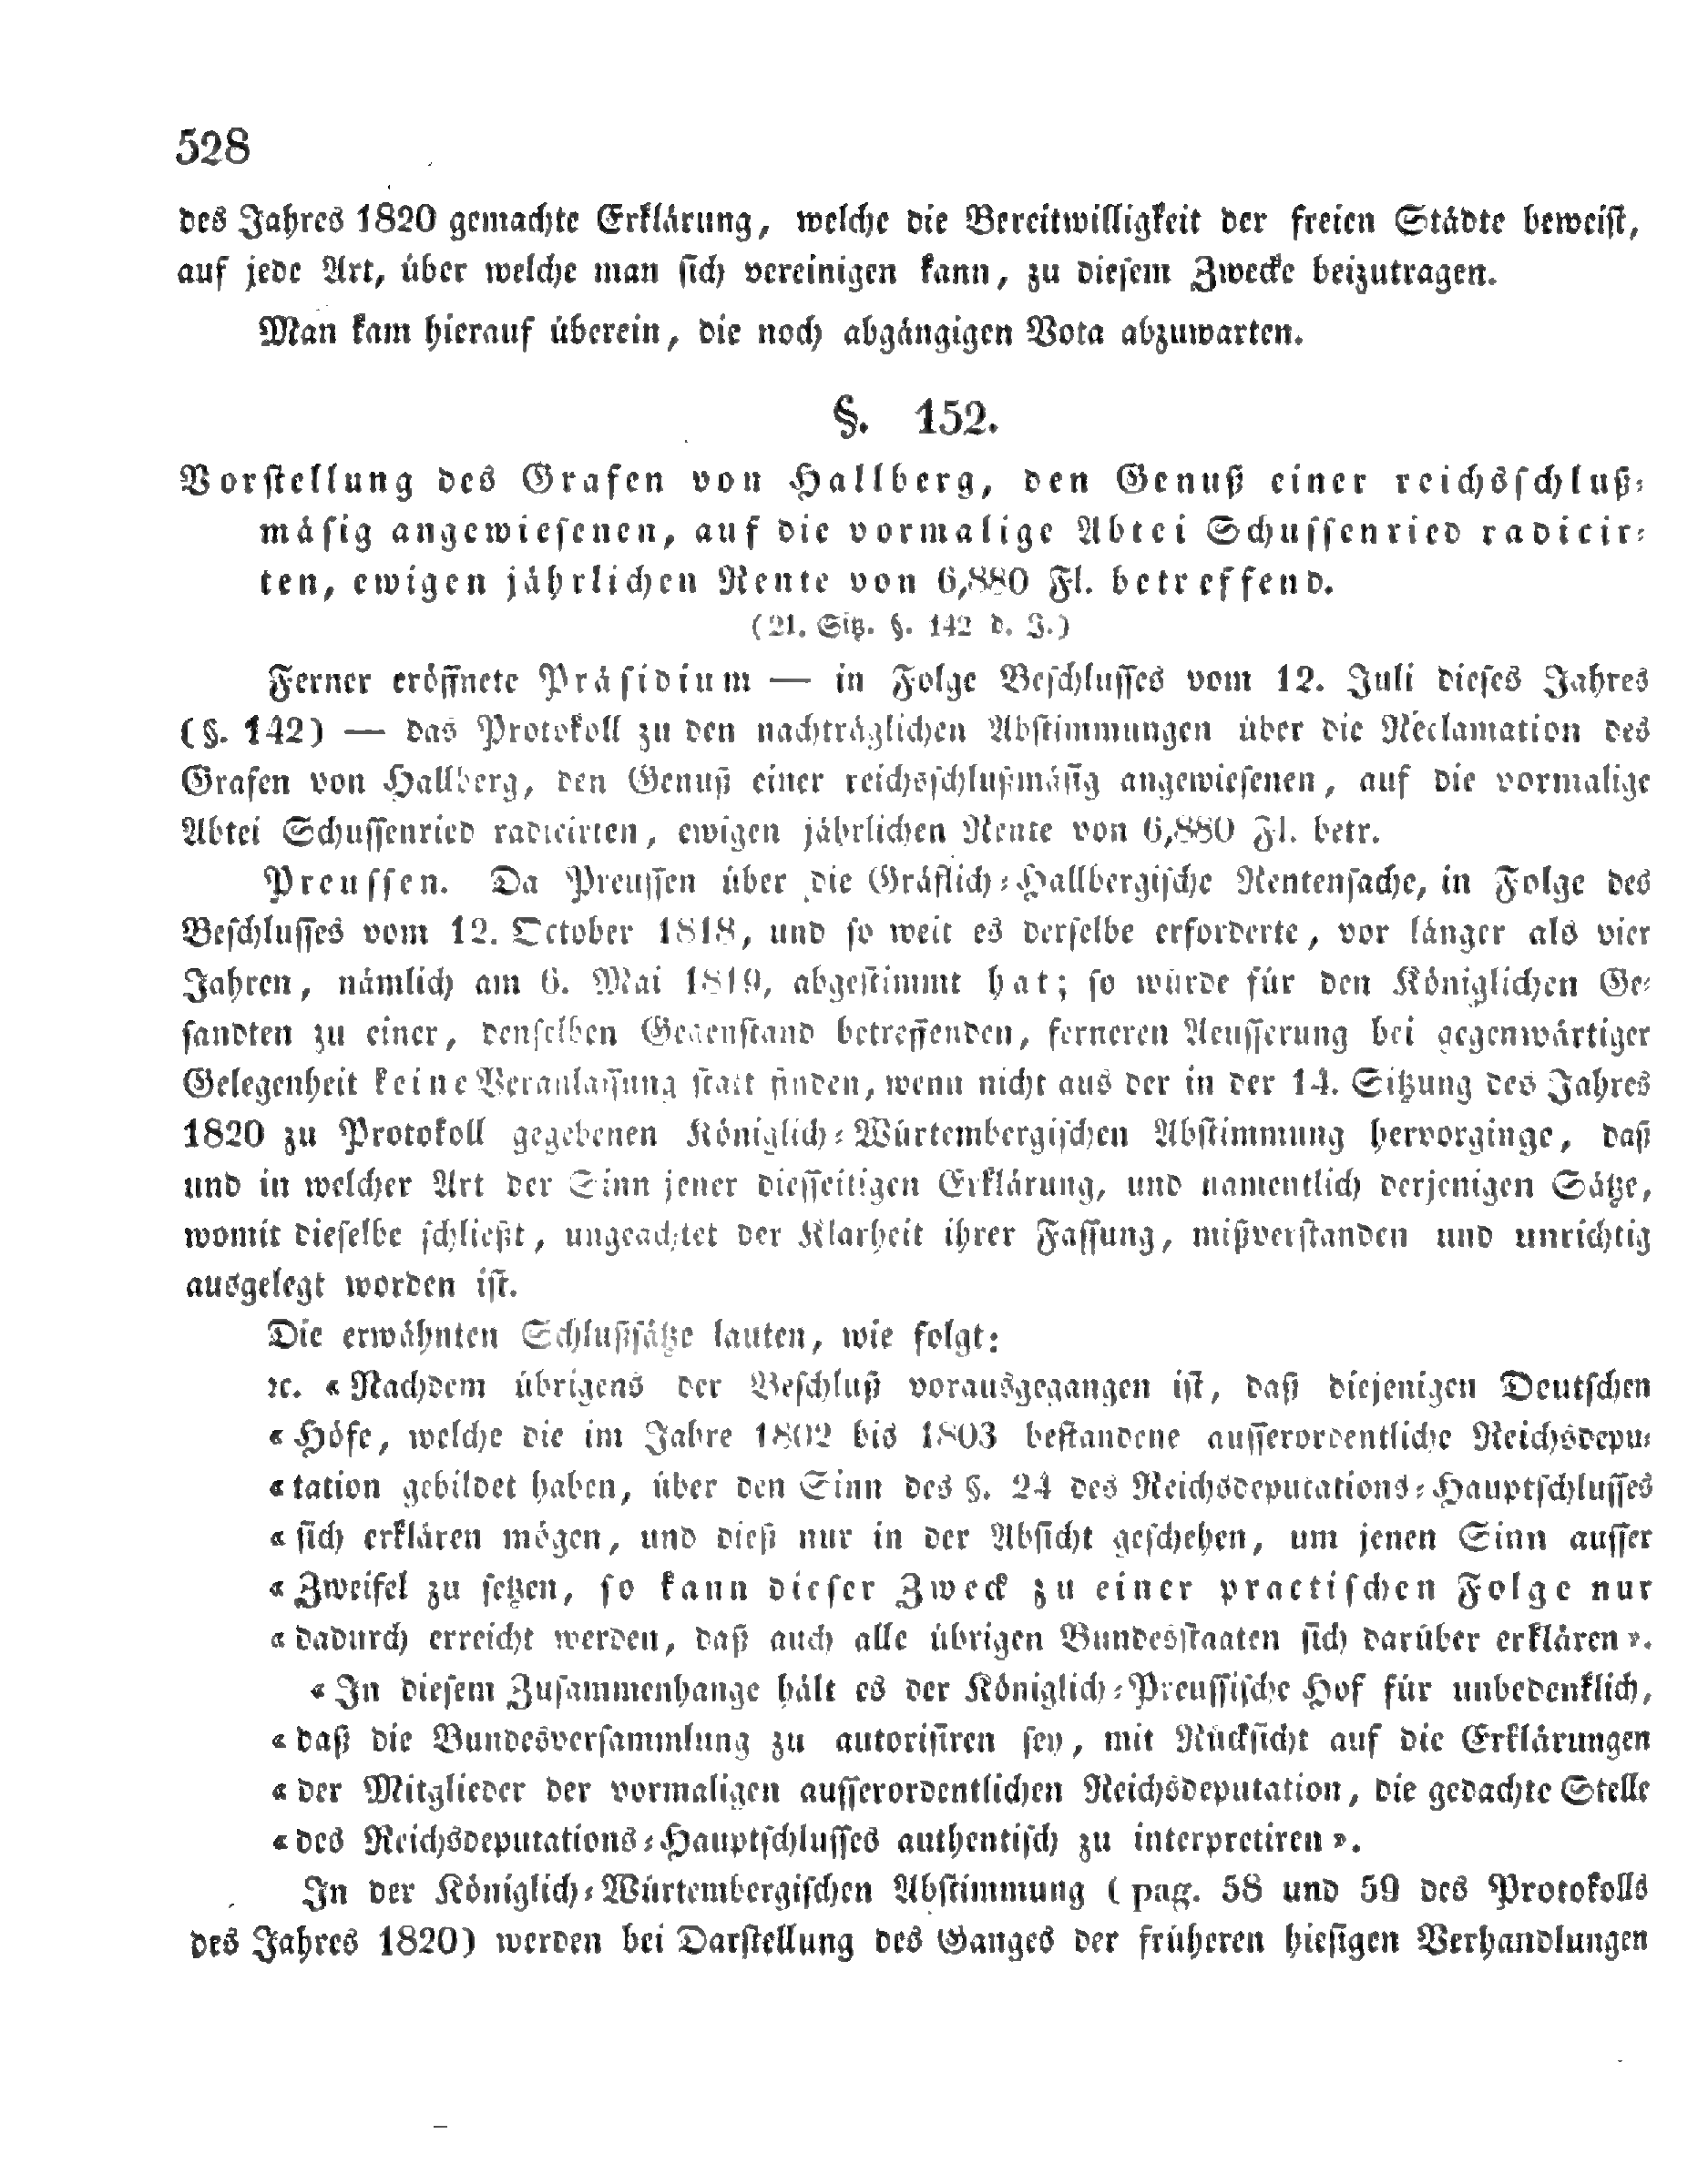 528
des Jahres 1820 gemachte Erklärung, welche die Bereitwilligkeit der freien Städte beweist,
auf jede Art, über welche man sich vereinigen kann, zu diesem Zwecke beizutragen.
Man kam hierauf überein, die noch abgängigen Vota abzuwarten.
§. 152.
Vorstellung des Grafen von Hallberg, den Genuß einer reichsschluß-
mäsig angewiesenen, auf die vormalige Abtei Schussenried radicir-
ten, ewigen jährlichen Rente von 6,880 Fl. betreffend.
(21. Sitz. §. 142 d. J.)
Ferner eröffnete Präsidium — in Folge Beschlusses vom 12. Juli dieses Jahres
(§. 142) — das Protokoll zu den nachträglichen Abstimmungen über die Reclamation des
Grafen von Hallberg, den Genuß einer reichsschlußmäsig angewiesenen, auf die vormalige
Abtei Schussenried radicirten, ewigen jährlichen Rente von 6,880 Fl. betr.
Preussen. Da Preussen über die Gräflich-Hallbergische Rentensache, in Folge des
Beschlusses vom 12. October 1818, und so weit es derselbe erforderte, vor länger als vier
Jahren, nämlich am 6. Mai 1819, abgestimmt hat; so würde für den Königlichen Ge-
sandten zu einer, denselben Gegenstand betreffenden, ferneren Aeusserung bei gegenwärtiger
Gelegenheit keine Veranlassung statt finden, wenn nicht aus der in der 14. Sitzung des Jahres
1820 zu Protokoll gegebenen Königlich-Würtembergischen Abstimmung hervorginge, daß
und in welcher Art der Sinn jener diesseitigen Erklärung, und namentlich derjenigen Sätze,
womit dieselbe schließt, ungeachtet der Klarheit ihrer Fassung, mißverstanden und unrichtig
ausgelegt worden ist.
Die erwähnten Schlußsätze lauten, wie folgt:
ꝛc. «Nachdem übrigens der Beschluß vorausgegangen ist, daß diejenigen Deutschen
«Höfe, welche die im Jahre 1802 bis 1803 bestandene ausserordentliche Reichsdepu-
«tation gebildet haben, über den Sinn des §. 24 des Reichsdeputations-Hauptschlusses
«sich erklären mögen, und dieß nur in der Absicht geschehen, um jenen Sinn ausser
«Zweifel zu setzen, so kann dieser Zweck zu einer practischen Folge nur
«dadurch erreicht werden, daß auch alle übrigen Bundesstaaten sich darüber erklären».
«In diesem Zusammenhange hält es der Königlich-Preussische Hof für unbedenklich,
«daß die Bundesversammlung zu autorisiren sey, mit Rücksicht auf die Erklärungen
«der Mitglieder der vormaligen ausserordentlichen Reichsdeputation, die gedachte Stelle
«des Reichsdeputations-Hauptschlusses authentisch zu interpretiren».
In der Königlich-Würtembergischen Abstimmung (pag. 58 und 59 des Protokolls
des Jahres 1820) werden bei Darstellung des Ganges der früheren hiesigen Verhandlungen